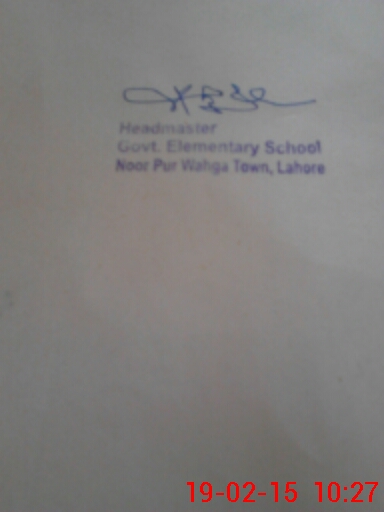 Headmaster
Govt. Elementary School
Noor Pur Wahga Town, Lahore
19-02-15 10:27